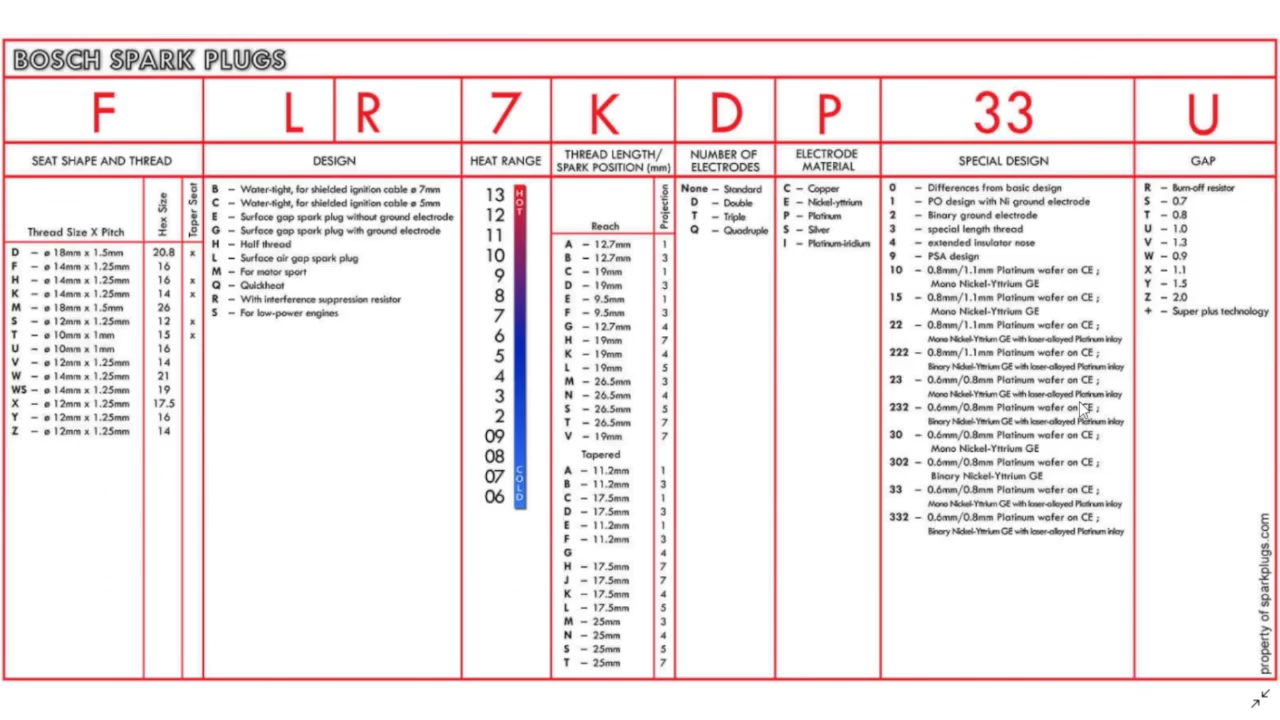 BOSCH SPARK PLUGS
F L R 7 K D P 33 U
SEAT SHAPE AND THREAD
DESIGN
HEAT RANGE
THREAD LENGTH/
SPARK POSITION (mm)
NUMBER OF
ELECTRODES
ELECTRODE
MATERIAL
SPECIAL DESIGN
GAP
Thread Size X Pitch
Hex Size
Taper Seat
D – ø 18mm x 1.5mm 20.8 x
F – ø 14mm x 1.25mm 16
H – ø 14mm x 1.25mm 16 x
K – ø 14mm x 1.25mm 14 x
M – ø 18mm x 1.5mm 26
S – ø 12mm x 1.25mm 12 x
T – ø 10mm x 1mm 15 x
U – ø 10mm x 1mm 16
V – ø 12mm x 1.25mm 14
W – ø 14mm x 1.25mm 21
WS – ø 14mm x 1.25mm 19
X – ø 12mm x 1.25mm 17.5
Y – ø 12mm x 1.25mm 16
Z – ø 12mm x 1.25mm 14
B – Water-tight, for shielded ignition cable ø 7mm
C – Water-tight, for shielded ignition cable ø 5mm
E – Surface gap spark plug without ground electrode
G – Surface gap spark plug with ground electrode
H – Half thread
L – Surface air gap spark plug
M – For motor sport
Q – Quickheat
R – With interference suppression resistor
S – For low-power engines
13
12
11
10
9
8
7
6
5
4
3
2
09
08
07
06
HOT
COLD
Reach
Projection
A – 12.7mm 1
B – 12.7mm 3
C – 19mm 1
D – 19mm 3
E – 9.5mm 1
F – 9.5mm 3
G – 12.7mm 4
H – 19mm 7
K – 19mm 4
L – 19mm 5
M – 26.5mm 3
N – 26.5mm 4
S – 26.5mm 5
T – 26.5mm 7
V – 19mm 7
Tapered
A – 11.2mm 1
B – 11.2mm 3
C – 17.5mm 1
D – 17.5mm 3
E – 11.2mm 1
F – 11.2mm 3
G 4
H – 17.5mm 7
J – 17.5mm 7
K – 17.5mm 4
L – 17.5mm 5
M – 25mm 3
N – 25mm 4
S – 25mm 5
T – 25mm 7
None – Standard
D – Double
T – Triple
Q – Quadruple
C – Copper
E – Nickel-yttrium
P – Platinum
S – Silver
I – Platinum-iridium
0 – Differences from basic design
1 – PO design with Ni ground electrode
2 – Binary ground electrode
3 – special length thread
4 – extended insulator nose
9 – PSA design
10 – 0.8mm/1.1mm Platinum wafer on CE ;
Mono Nickel-Yttrium GE
15 – 0.8mm/1.1mm Platinum wafer on CE ;
Mono Nickel-Yttrium GE
22 – 0.8mm/1.1mm Platinum wafer on CE ;
Mono Nickel-Yttrium GE with laser-alloyed Platinum inlay
222 – 0.8mm/1.1mm Platinum wafer on CE ;
Binary Nickel-Yttrium GE with laser-alloyed Platinum inlay
23 – 0.6mm/0.8mm Platinum wafer on CE ;
Mono Nickel-Yttrium GE with laser-alloyed Platinum inlay
232 – 0.6mm/0.8mm Platinum wafer on CE ;
Binary Nickel-Yttrium GE with laser-alloyed Platinum inlay
30 – 0.6mm/0.8mm Platinum wafer on CE ;
Mono Nickel-Yttrium GE
302 – 0.6mm/0.8mm Platinum wafer on CE ;
Binary Nickel-Yttrium GE
33 – 0.6mm/0.8mm Platinum wafer on CE ;
Mono Nickel-Yttrium GE with laser-alloyed Platinum inlay
332 – 0.6mm/0.8mm Platinum wafer on CE ;
Binary Nickel-Yttrium GE with laser-alloyed Platinum inlay
R – Burn-off resistor
S – 0.7
T – 0.8
U – 1.0
V – 1.3
W – 0.9
X – 1.1
Y – 1.5
Z – 2.0
+ – Super plus technology
property of sparkplugs.com